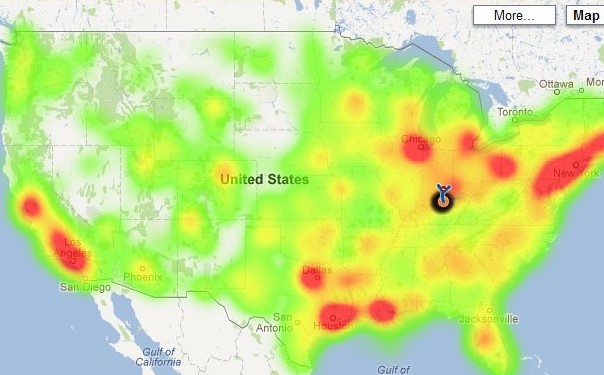 More...
Map
Ottawa
Mon
Toronto
Chicago
New York
United States
Los
Angeles
Phoenix
San Diego
Dallas
San
Antonio
Houston
Jacksonville
Gulf of
California
Gulf of